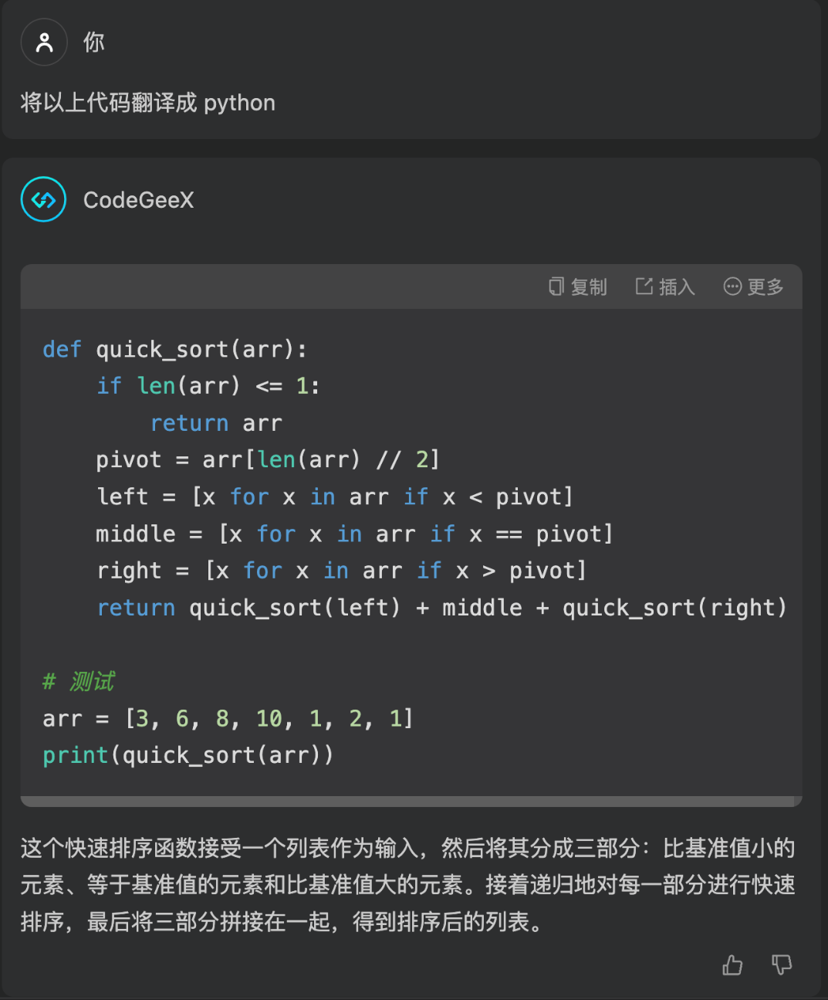 你
将以上代码翻译成 python
CodeGeeX
复制 插入 更多
def quick_sort(arr):
    if len(arr) <= 1:
        return arr
    pivot = arr[len(arr) // 2]
    left = [x for x in arr if x < pivot]
    middle = [x for x in arr if x == pivot]
    right = [x for x in arr if x > pivot]
    return quick_sort(left) + middle + quick_sort(right)
# 测试
arr = [3, 6, 8, 10, 1, 2, 1]
print(quick_sort(arr))
这个快速排序函数接受一个列表作为输入，然后将其分成三部分：比基准值小的
元素、等于基准值的元素和比基准值大的元素。接着递归地对每一部分进行快速
排序，最后将三部分拼接在一起，得到排序后的列表。